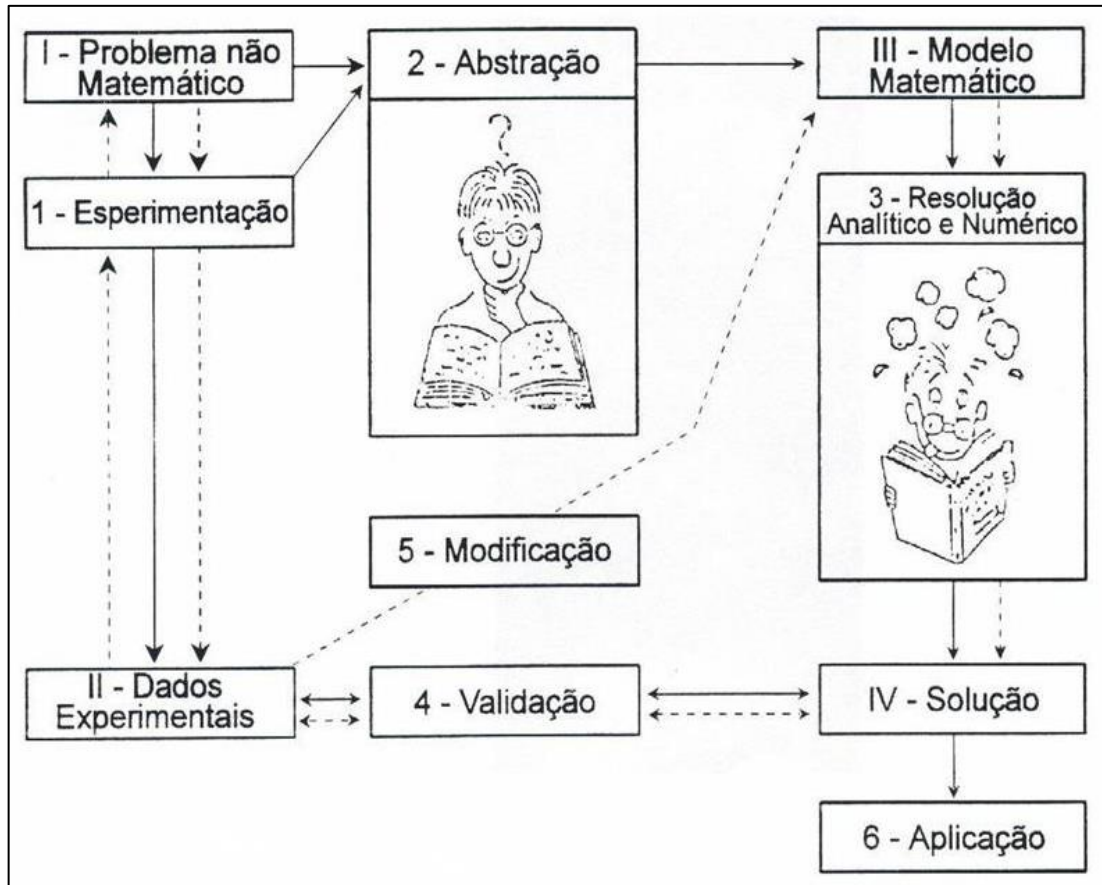 I - Problema não
Matemático
2 - Abstração
III - Modelo
Matemático
?
1 - Esperimentação
3 - Resolução
Analítico e Numérico
5 - Modificação
II - Dados
Experimentais
4 - Validação
IV - Solução
6 - Aplicação